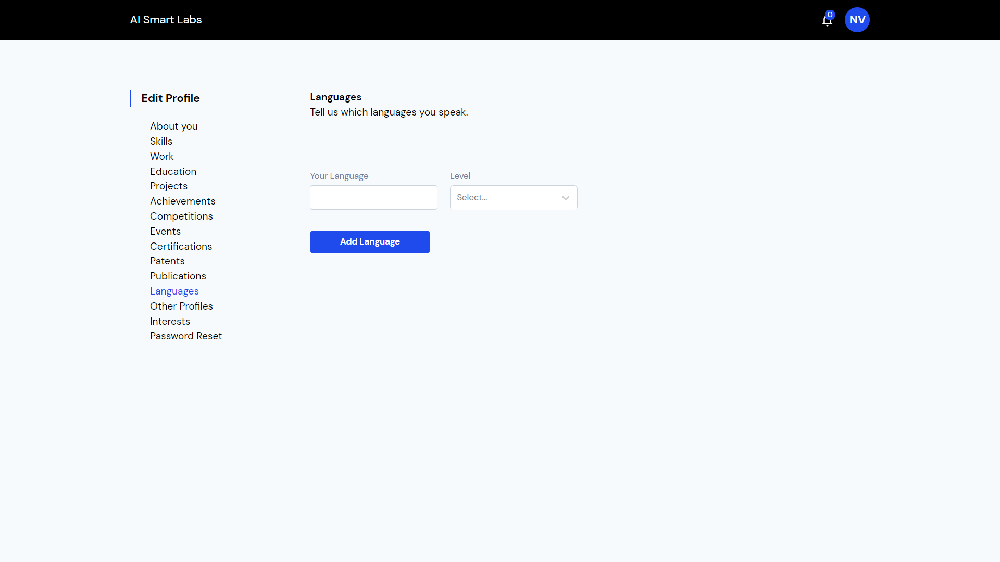 AI Smart Labs
0
NV
Edit Profile
About you
Skills
Work
Education
Projects
Achievements
Competitions
Events
Certifications
Patents
Publications
Languages
Other Profiles
Interests
Password Reset
Languages
Tell us which languages you speak.
Your Language
Level
Select...
Add Language